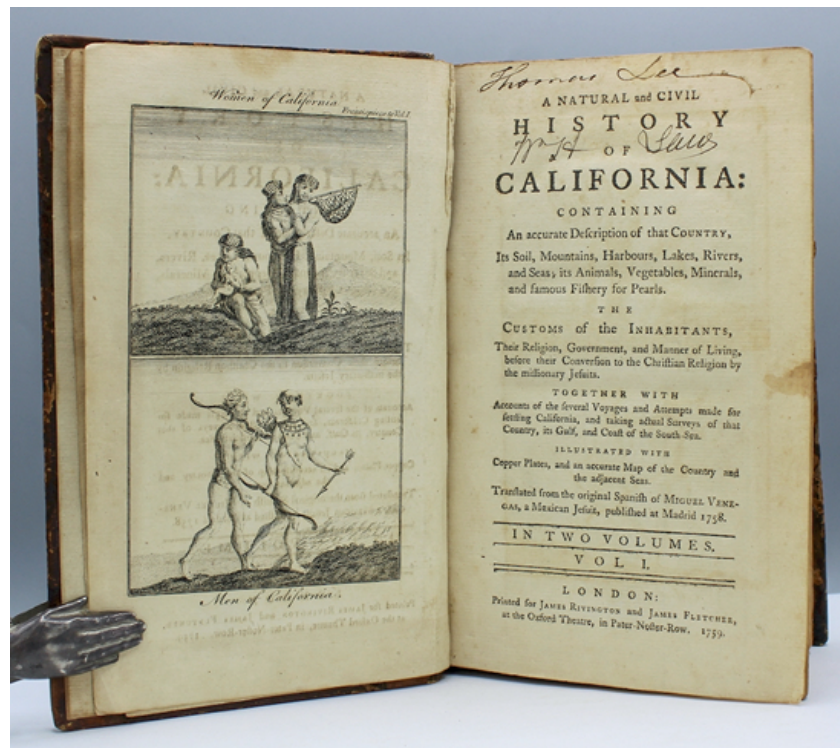 Women of California
Frontispiece to Vol. I
Men of California.
Thomas Lee
A NATURAL and CIVIL
HISTORY
Wm H
OF
CALIFORNIA:
CONTAINING
An accurate Deſcription of that COUNTRY,
Its Soil, Mountains, Harbours, Lakes, Rivers,
and Seas; its Animals, Vegetables, Minerals,
and famous Fiſhery for Pearls.
THE
CUSTOMS of the INHABITANTS,
Their Religion, Government, and Manner of Living,
before their Converſion to the Chriſtian Religion by
the miſſionary Jeſuits.
TOGETHER WITH
Accounts of the ſeveral Voyages and Attempts made for
ſettling California, and taking actual Surveys of that
Country, its Gulf, and Coaſt of the South-Sea.
ILLUSTRATED WITH
Copper Plates, and an accurate Map of the Country and
the adjacent Seas.
Tranſlated from the original Spaniſh of MIGUEL VENE-
GAS, a Mexican Jeſuit, publiſhed at Madrid 1758.
IN TWO VOLUMES.
VOL I.
LONDON:
Printed for JAMES RIVINGTON and JAMES FLETCHER,
at the Oxford Theatre, in Pater-Noſter-Row. 1759.